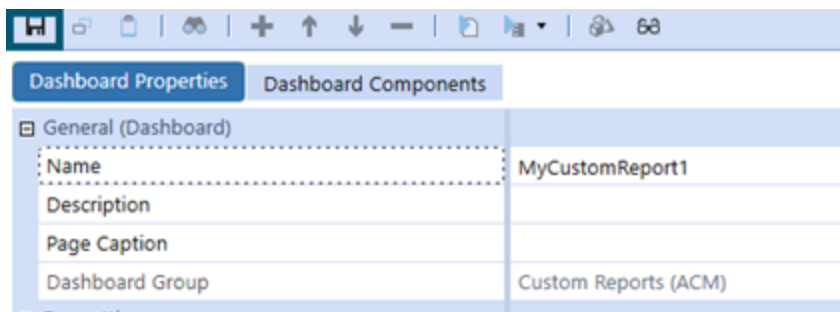 Dashboard Properties Dashboard Components
General (Dashboard)
Name MyCustomReport1
Description
Page Caption
Dashboard Group Custom Reports (ACM)